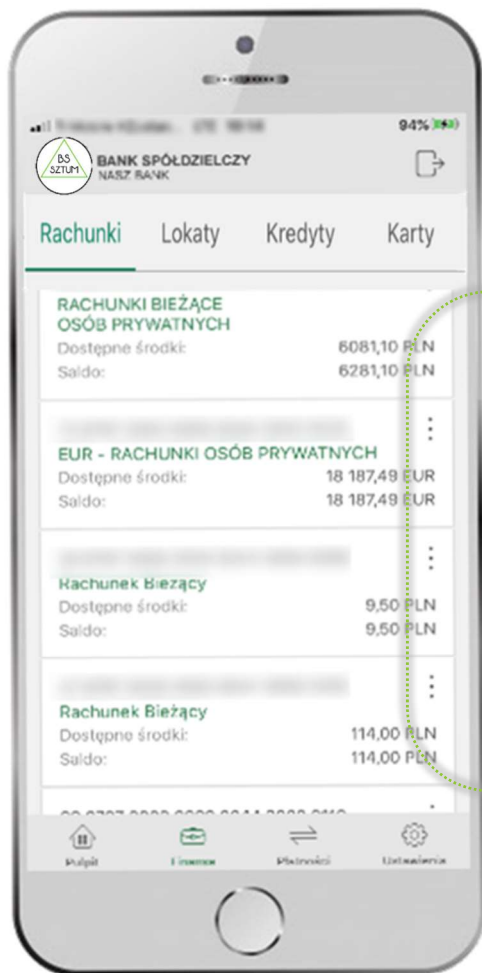 94%
BS
SZTUM
BANK SPÓŁDZIELCZY
NASZ BANK
Rachunki Lokaty Kredyty Karty
RACHUNKI BIEŻĄCE
OSÓB PRYWATNYCH
Dostępne środki: 6081,10 PLN
Saldo: 6281,10 PLN
EUR - RACHUNKI OSÓB PRYWATNYCH
Dostępne środki: 18 187,49 EUR
Saldo: 18 187,49 EUR
Rachunek Bieżący
Dostępne środki: 9,50 PLN
Saldo: 9,50 PLN
Rachunek Bieżący
Dostępne środki: 114,00 PLN
Saldo: 114,00 PLN
Pulpit Finanse Płatności Ustawienia